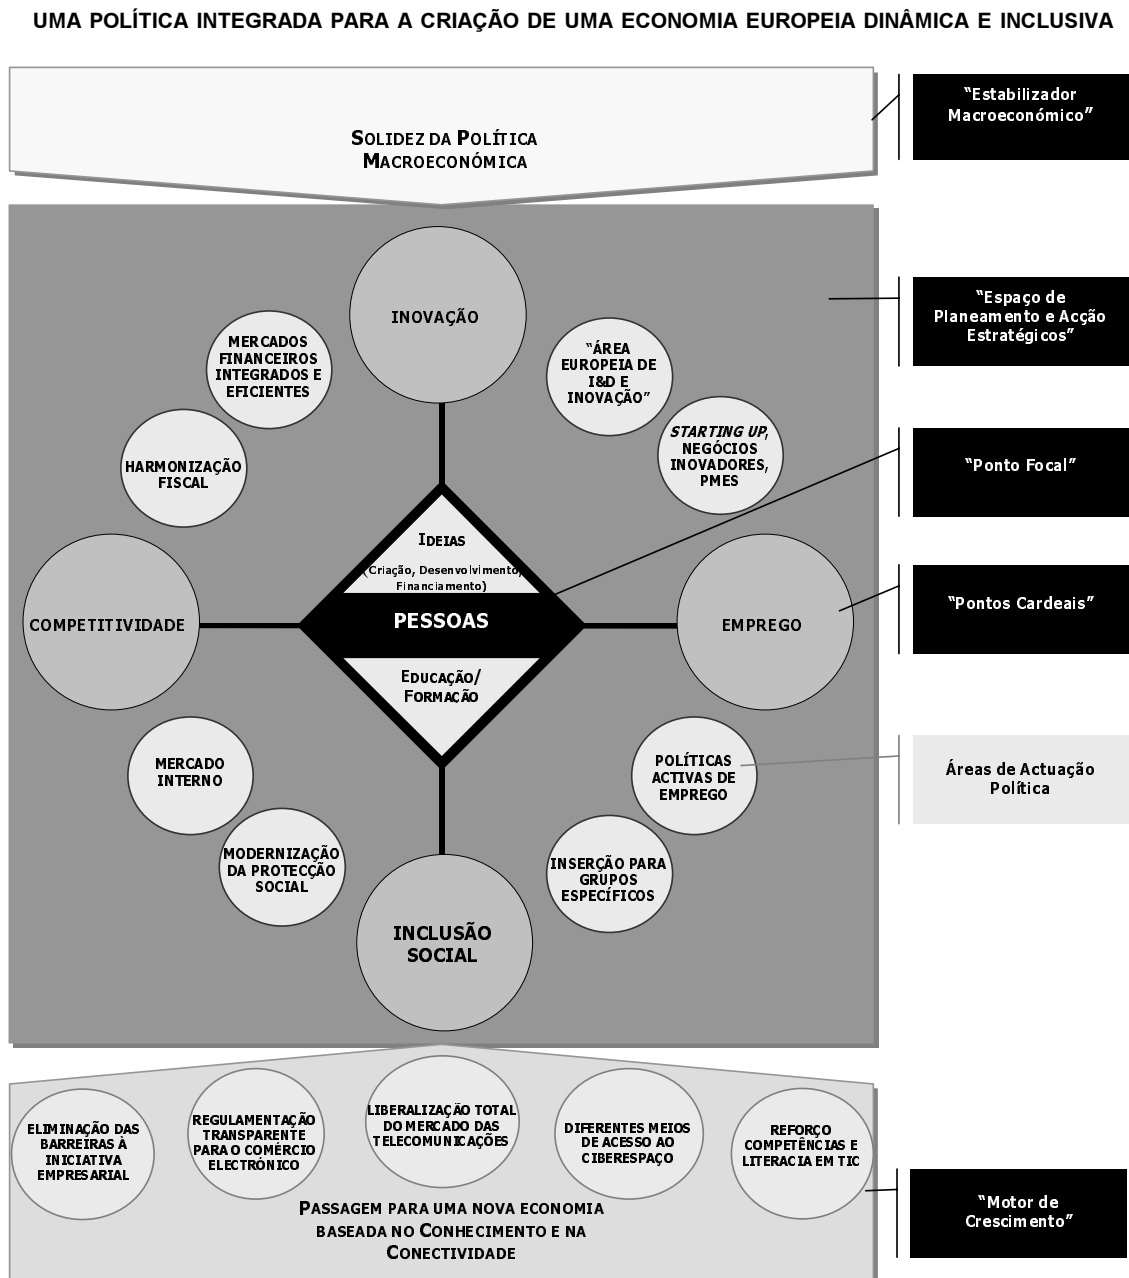 UMA POLÍTICA INTEGRADA PARA A CRIAÇÃO DE UMA ECONOMIA EUROPEIA DINÂMICA E INCLUSIVA
SOLIDEZ DA POLÍTICA
MACROECONÓMICA
“Estabilizador
Macroeconómico”
INOVAÇÃO
“Espaço de
Planeamento e Acção
Estratégicos”
MERCADOS
FINANCEIROS
INTEGRADOS E
EFICIENTES
“ÁREA
EUROPEIA DE
I&D E
INOVAÇÃO”
HARMONIZAÇÃO
FISCAL
STARTING UP,
NEGÓCIOS
INOVADORES,
PMES
“Ponto Focal”
IDEIAS
(Criação, Desenvolvimento,
Financiamento)
PESSOAS
EDUCAÇÃO/
FORMAÇÃO
COMPETITIVIDADE
EMPREGO
“Pontos Cardeais”
MERCADO
INTERNO
POLÍTICAS
ACTIVAS DE
EMPREGO
Áreas de Actuação
Política
MODERNIZAÇÃO
DA PROTECÇÃO
SOCIAL
INSERÇÃO PARA
GRUPOS
ESPECÍFICOS
INCLUSÃO
SOCIAL
ELIMINAÇÃO DAS
BARREIRAS À
INICIATIVA
EMPRESARIAL
REGULAMENTAÇÃO
TRANSPARENTE
PARA O COMÉRCIO
ELECTRÓNICO
LIBERALIZAÇÃO TOTAL
DO MERCADO DAS
TELECOMUNICAÇÕES
DIFERENTES MEIOS
DE ACESSO AO
CIBERESPAÇO
REFORÇO
COMPETÊNCIAS E
LITERACIA EM TIC
PASSAGEM PARA UMA NOVA ECONOMIA
BASEADA NO CONHECIMENTO E NA
CONECTIVIDADE
“Motor de
Crescimento”